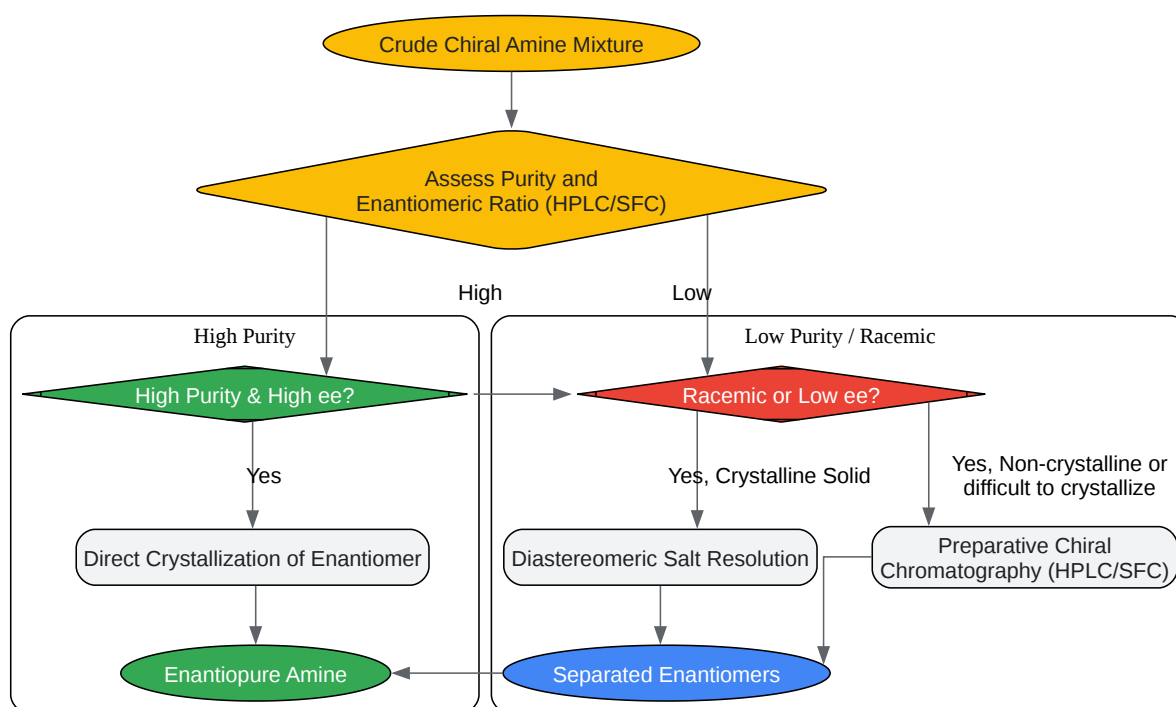 Crude Chiral Amine Mixture
Assess Purity and
Enantiomeric Ratio (HPLC/SFC)
High
Low
High Purity
Low Purity / Racemic
High Purity & High ee?
Racemic or Low ee?
Yes
Yes, Crystalline Solid
Yes, Non-crystalline or
difficult to crystallize
Direct Crystallization of Enantiomer
Diastereomeric Salt Resolution
Preparative Chiral
Chromatography (HPLC/SFC)
Enantiopure Amine
Separated Enantiomers